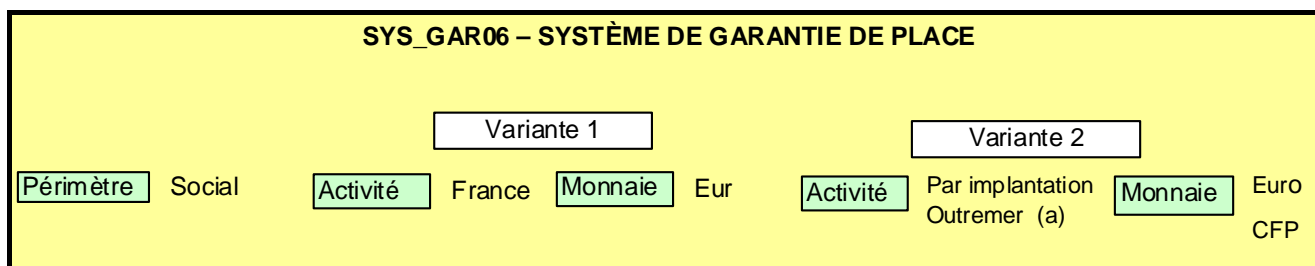 SYS_GAR06 – SYSTÈME DE GARANTIE DE PLACE
Variante 1
Variante 2
Périmètre Social Activité France Monnaie Eur Activité Par implantation Outremer (a) Monnaie Euro
CFP